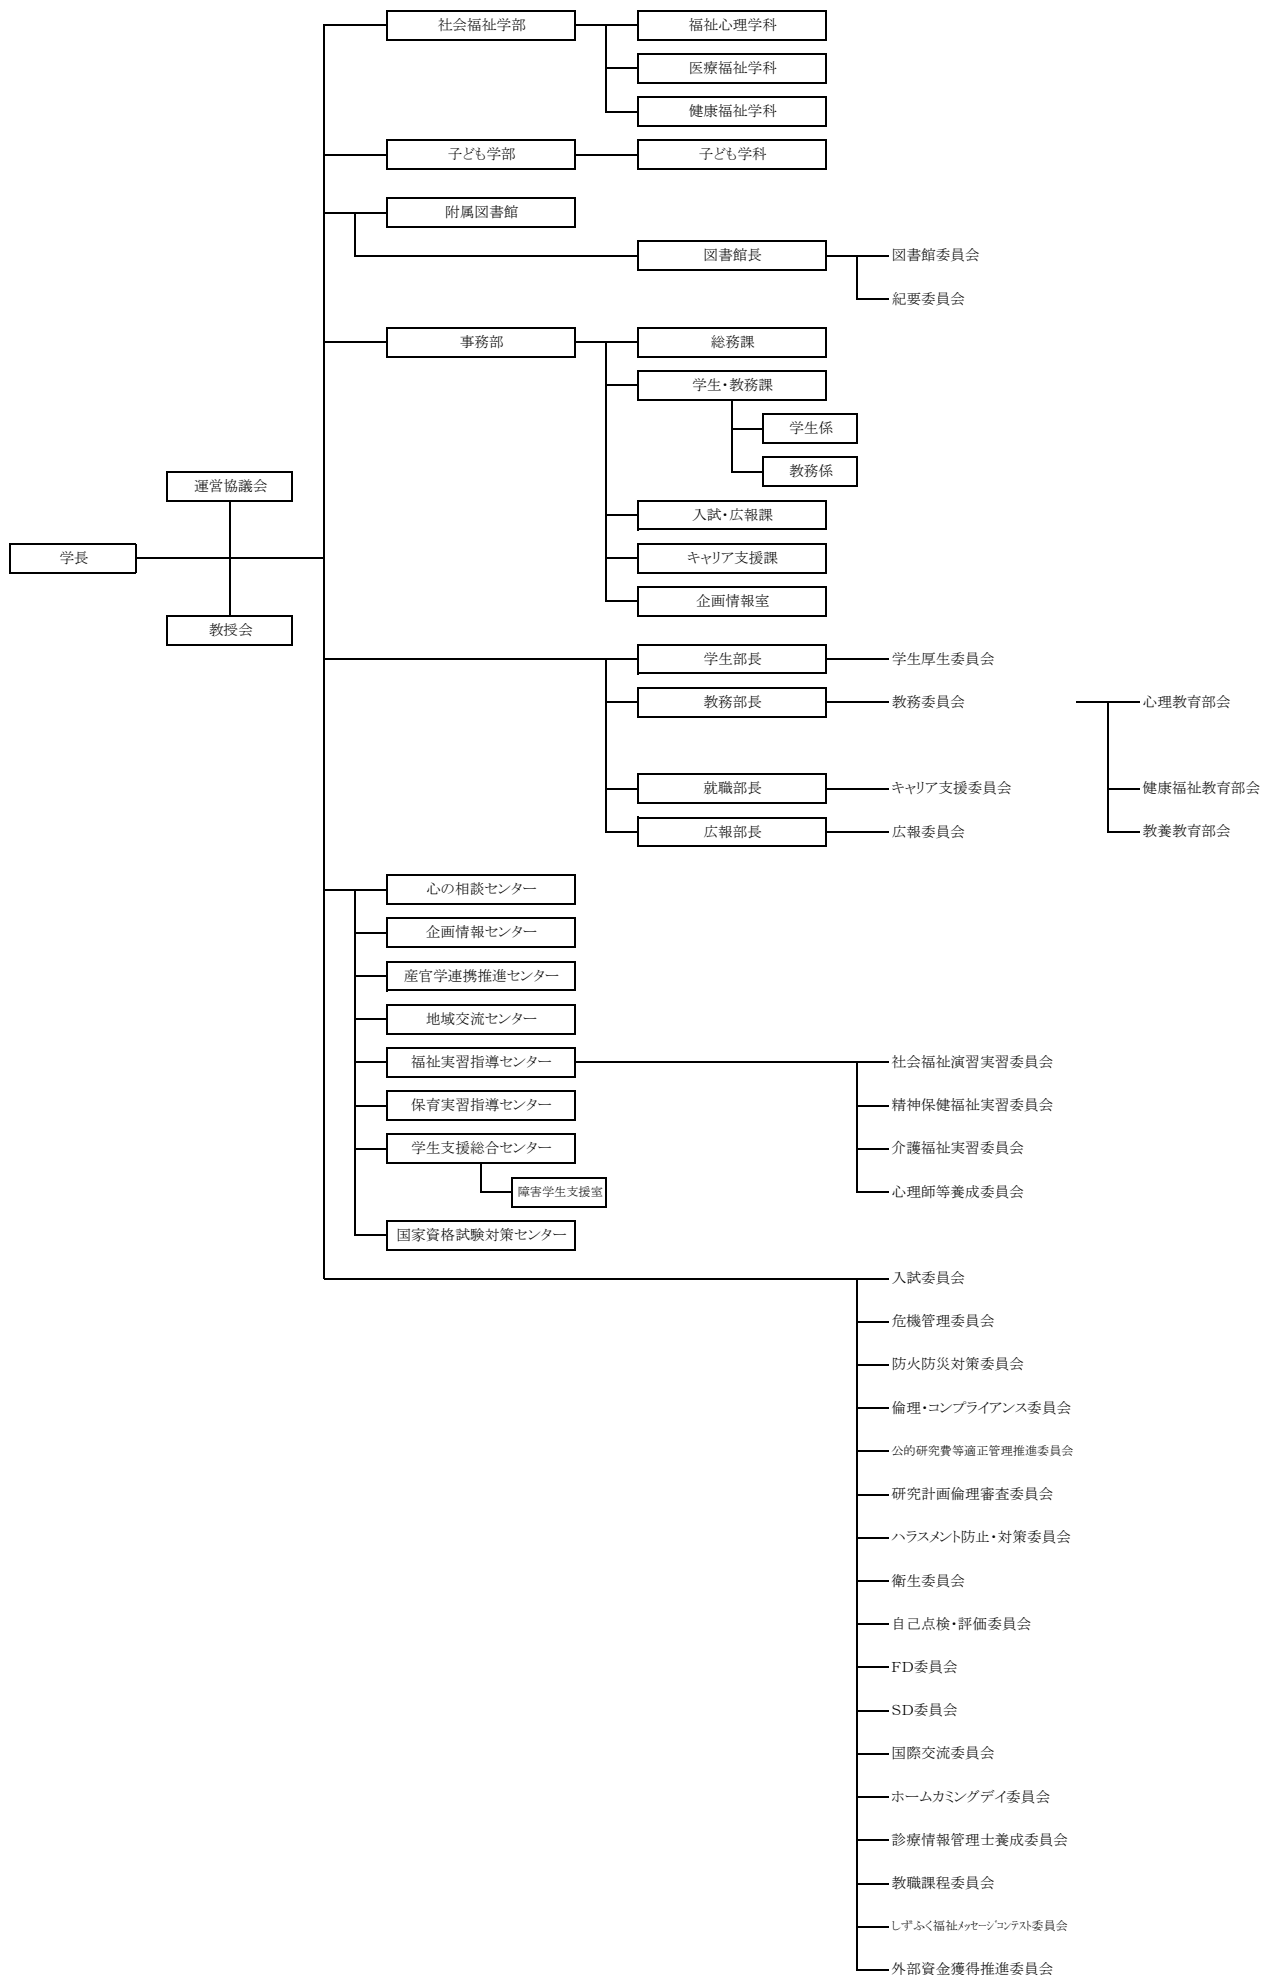 社会福祉学部
福祉心理学科
医療福祉学科
健康福祉学科
子ども学部
子ども学科
附属図書館
図書館長
図書館委員会
紀要委員会
事務部
総務課
学生・教務課
学生係
教務係
運営協議会
入試・広報課
学長
キャリア支援課
企画情報室
教授会
学生部長
学生厚生委員会
教務部長
教務委員会
心理教育部会
就職部長
キャリア支援委員会
健康福祉教育部会
広報部長
広報委員会
教養教育部会
心の相談センター
企画情報センター
産官学連携推進センター
地域交流センター
福祉実習指導センター
社会福祉演習実習委員会
保育実習指導センター
精神保健福祉実習委員会
学生支援総合センター
介護福祉実習委員会
障害学生支援室
心理師等養成委員会
国家資格試験対策センター
入試委員会
危機管理委員会
防火防災対策委員会
倫理・コンプライアンス委員会
公的研究費等適正管理推進委員会
研究計画倫理審査委員会
ハラスメント防止・対策委員会
衛生委員会
自己点検・評価委員会
FD委員会
SD委員会
国際交流委員会
ホームカミングデイ委員会
診療情報管理士養成委員会
教職課程委員会
しずふく福祉メッセージコンテスト委員会
外部資金獲得推進委員会